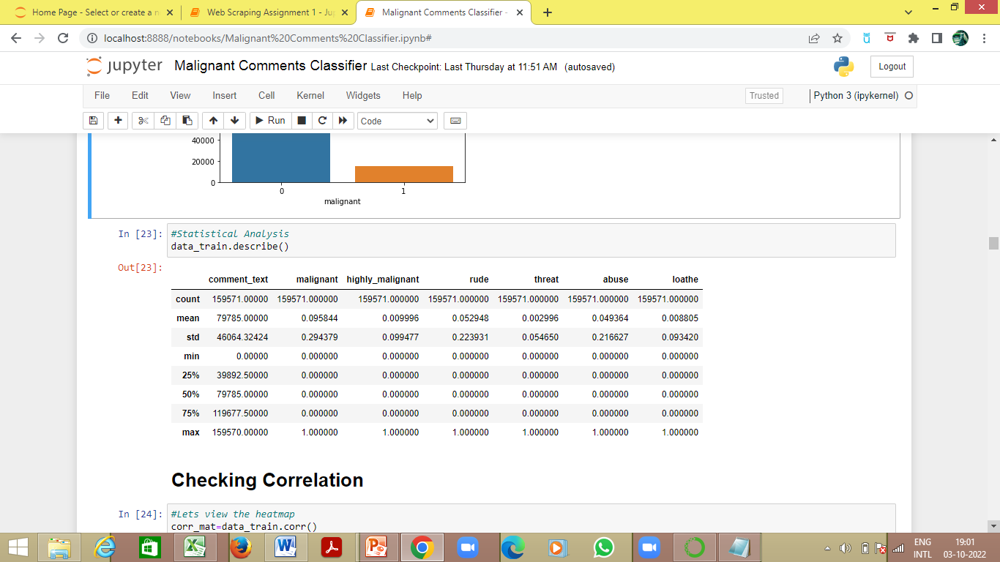 Home Page - Select or create a n
Web Scraping Assignment 1 - Ju
Malignant Comments Classifier -
localhost:8888/notebooks/Malignant%20Comments%20Classifier.ipynb#
jupyter Malignant Comments Classifier Last Checkpoint: Last Thursday at 11:51 AM (autosaved)
Logout
File Edit View Insert Cell Kernel Widgets Help
Trusted
Python 3 (ipykernel)
Run
Code
40000
20000
0
0 1
malignant
In [23]: #Statistical Analysis
data_train.describe()
Out[23]:
comment_text malignant highly_malignant rude threat abuse loathe
count 159571.00000 159571.000000 159571.000000 159571.000000 159571.000000 159571.000000 159571.000000
mean 79785.00000 0.095844 0.009996 0.052948 0.002996 0.049364 0.008805
std 46064.32424 0.294379 0.099477 0.223931 0.054650 0.216627 0.093420
min 0.00000 0.000000 0.000000 0.000000 0.000000 0.000000 0.000000
25% 39892.50000 0.000000 0.000000 0.000000 0.000000 0.000000 0.000000
50% 79785.00000 0.000000 0.000000 0.000000 0.000000 0.000000 0.000000
75% 119677.50000 0.000000 0.000000 0.000000 0.000000 0.000000 0.000000
max 159570.00000 1.000000 1.000000 1.000000 1.000000 1.000000 1.000000
Checking Correlation
In [24]: #Lets view the heatmap
corr_mat=data_train.corr()
ENG 19:01
INTL 03-10-2022